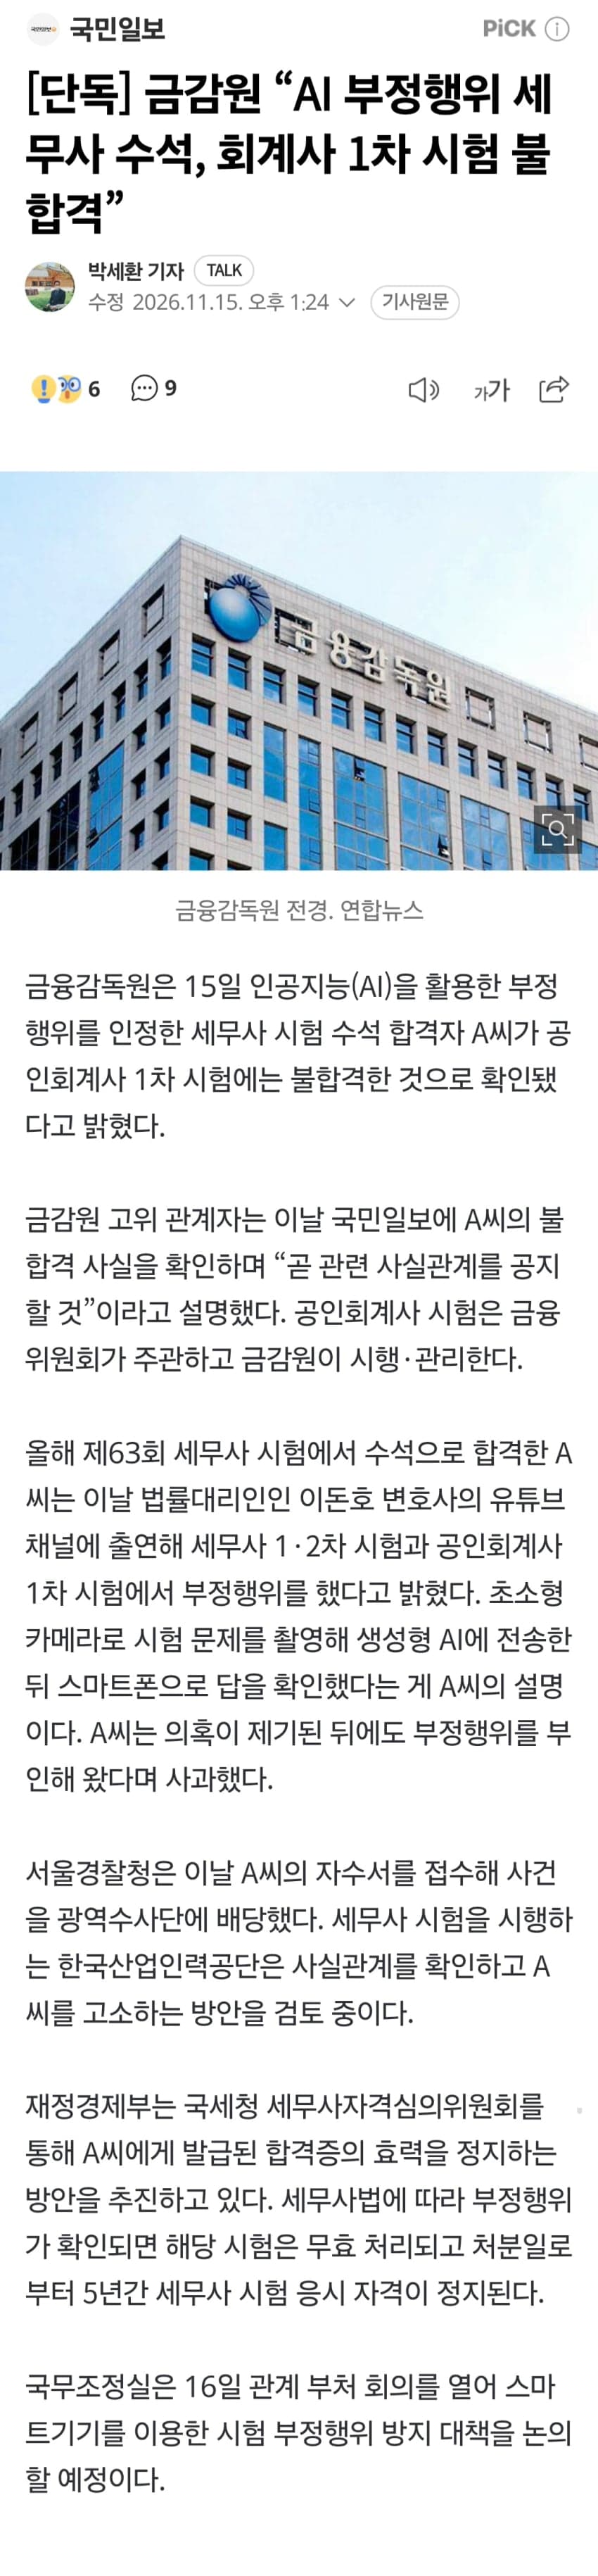 국민일보
PiCK
[단독] 금감원 “AI 부정행위 세
무사 수석, 회계사 1차 시험 불
합격”
박세환 기자 TALK
수정 2026.11.15. 오후 1:24 기사원문
6 9
가가
금융감독원
금융감독원 전경. 연합뉴스
금융감독원은 15일 인공지능(AI)을 활용한 부정
행위를 인정한 세무사 시험 수석 합격자 A씨가 공
인회계사 1차 시험에는 불합격한 것으로 확인됐
다고 밝혔다.
금감원 고위 관계자는 이날 국민일보에 A씨의 불
합격 사실을 확인하며 “곧 관련 사실관계를 공지
할 것”이라고 설명했다. 공인회계사 시험은 금융
위원회가 주관하고 금감원이 시행·관리한다.
올해 제63회 세무사 시험에서 수석으로 합격한 A
씨는 이날 법률대리인인 이돈호 변호사의 유튜브
채널에 출연해 세무사 1·2차 시험과 공인회계사
1차 시험에서 부정행위를 했다고 밝혔다. 초소형
카메라로 시험 문제를 촬영해 생성형 AI에 전송한
뒤 스마트폰으로 답을 확인했다는 게 A씨의 설명
이다. A씨는 의혹이 제기된 뒤에도 부정행위를 부
인해 왔다며 사과했다.
서울경찰청은 이날 A씨의 자수서를 접수해 사건
을 광역수사단에 배당했다. 세무사 시험을 시행하
는 한국산업인력공단은 사실관계를 확인하고 A
씨를 고소하는 방안을 검토 중이다.
재정경제부는 국세청 세무사자격심의위원회를
통해 A씨에게 발급된 합격증의 효력을 정지하는
방안을 추진하고 있다. 세무사법에 따라 부정행위
가 확인되면 해당 시험은 무효 처리되고 처분일로
부터 5년간 세무사 시험 응시 자격이 정지된다.
국무조정실은 16일 관계 부처 회의를 열어 스마
트기기를 이용한 시험 부정행위 방지 대책을 논의
할 예정이다.